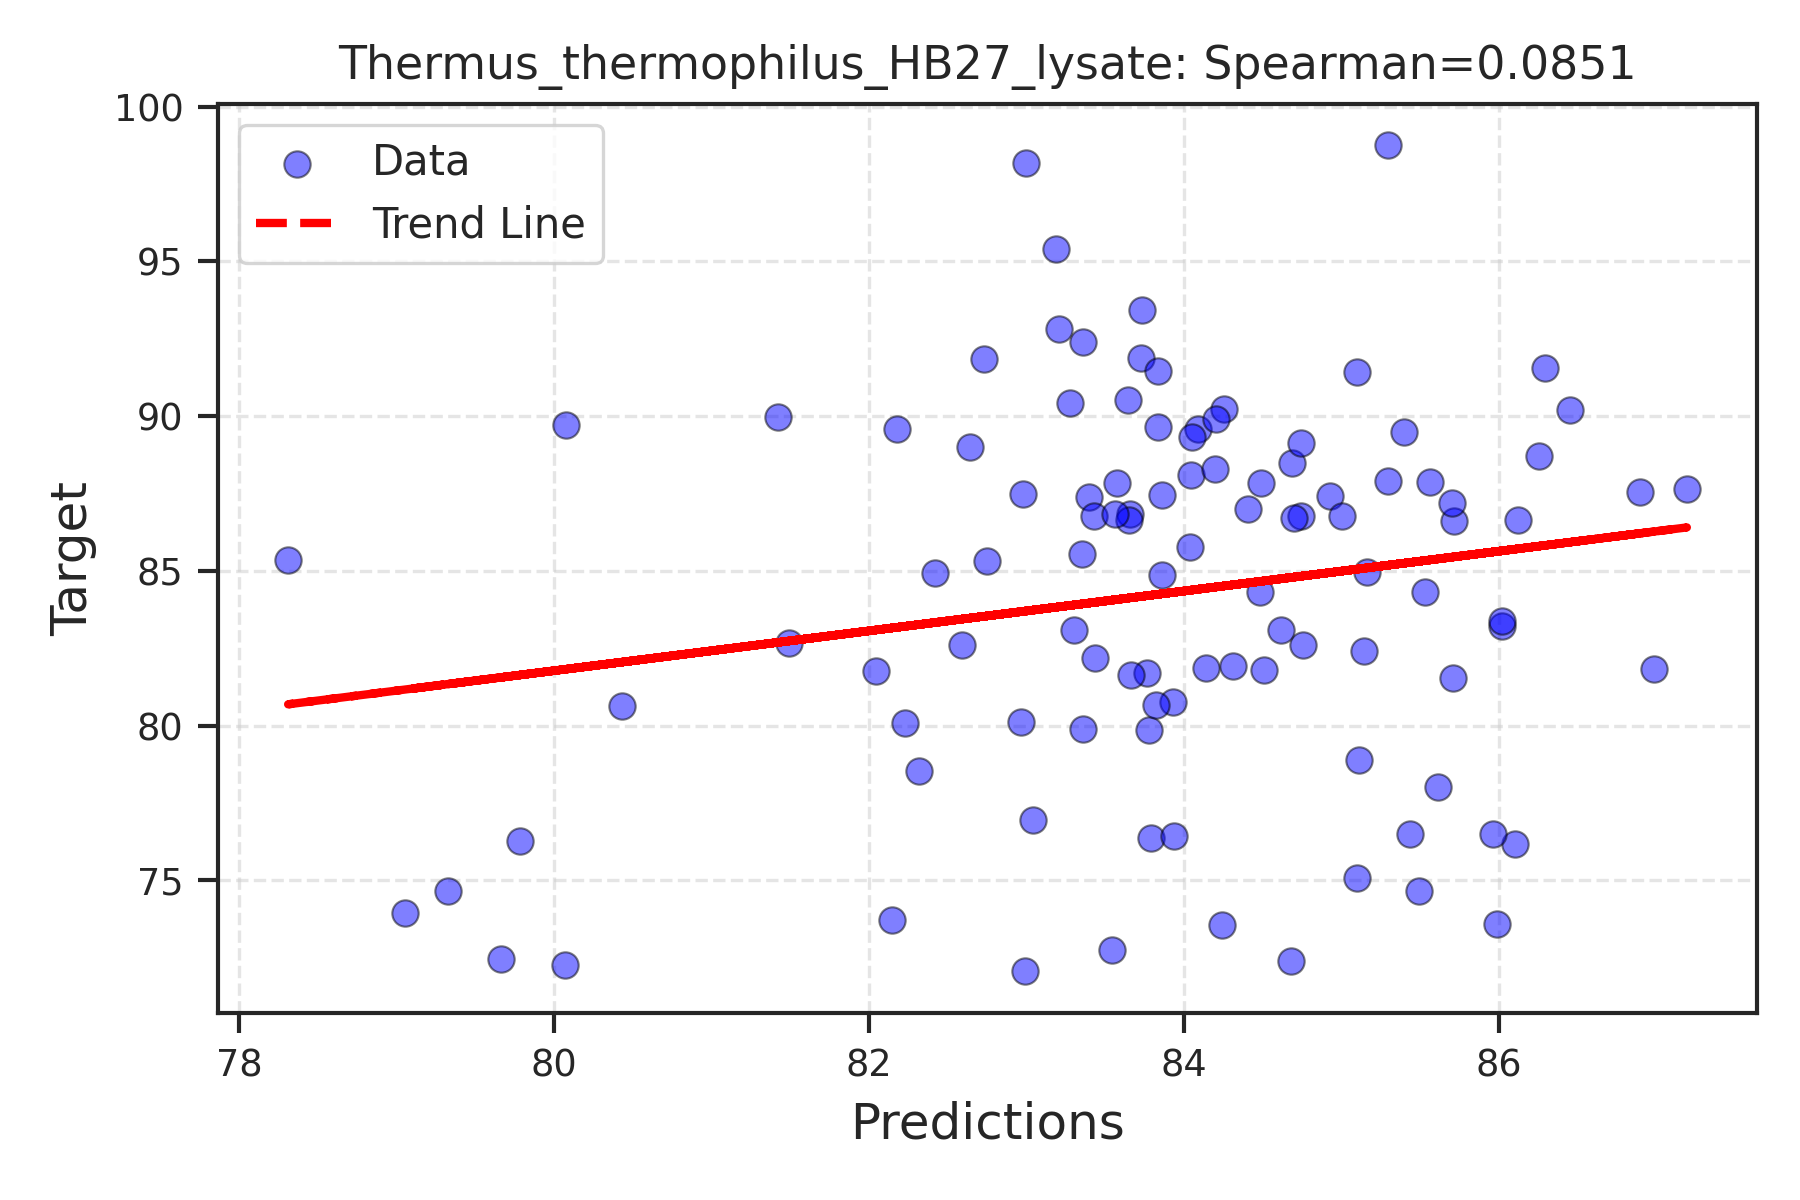 Thermus_thermophilus_HB27_lysate: Spearman=0.0851
100
95
90
85
80
75
Target
Data
Trend Line
78
80
82
84
86
Predictions